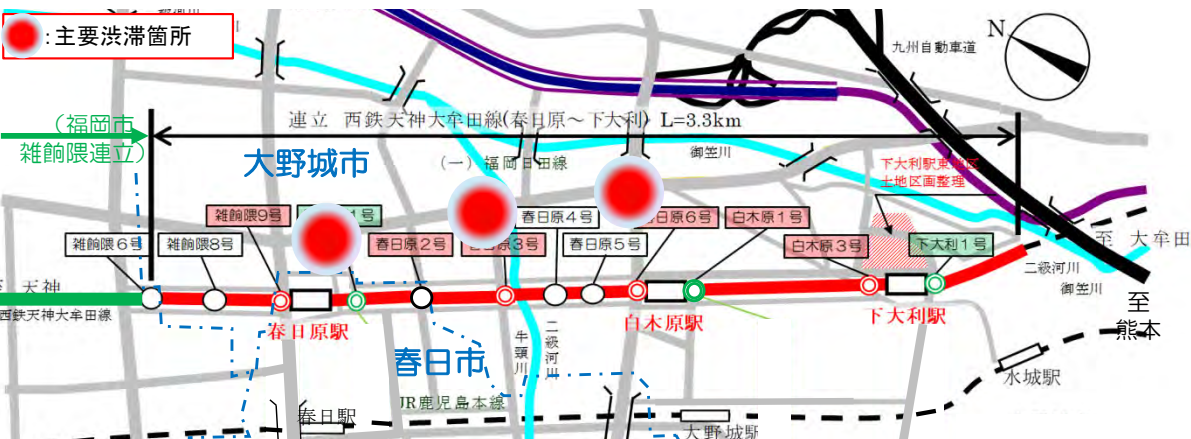 :主要渋滞箇所
九州自動車道
N
(福岡市
雑餉隈連立)
連立 西鉄天神大牟田線(春日原~下大利) L=3.3km
大野城市
(一)福岡日田線
御笠川
下大利駅東地区
土地区画整理
雑餉隈9号
1号
春日原4号
春日原6号
白木原1号
雑餉隈6号
雑餉隈8号
春日原2号
3号
春日原5号
白木原3号
下大利1号
至 大牟田
二級河川
御笠川
至 天神
西鉄天神大牟田線
春日原駅
白木原駅
下大利駅
至
熊本
春日市
牛頸川
二級河川
水城駅
JR鹿児島本線
春日駅
大野城駅